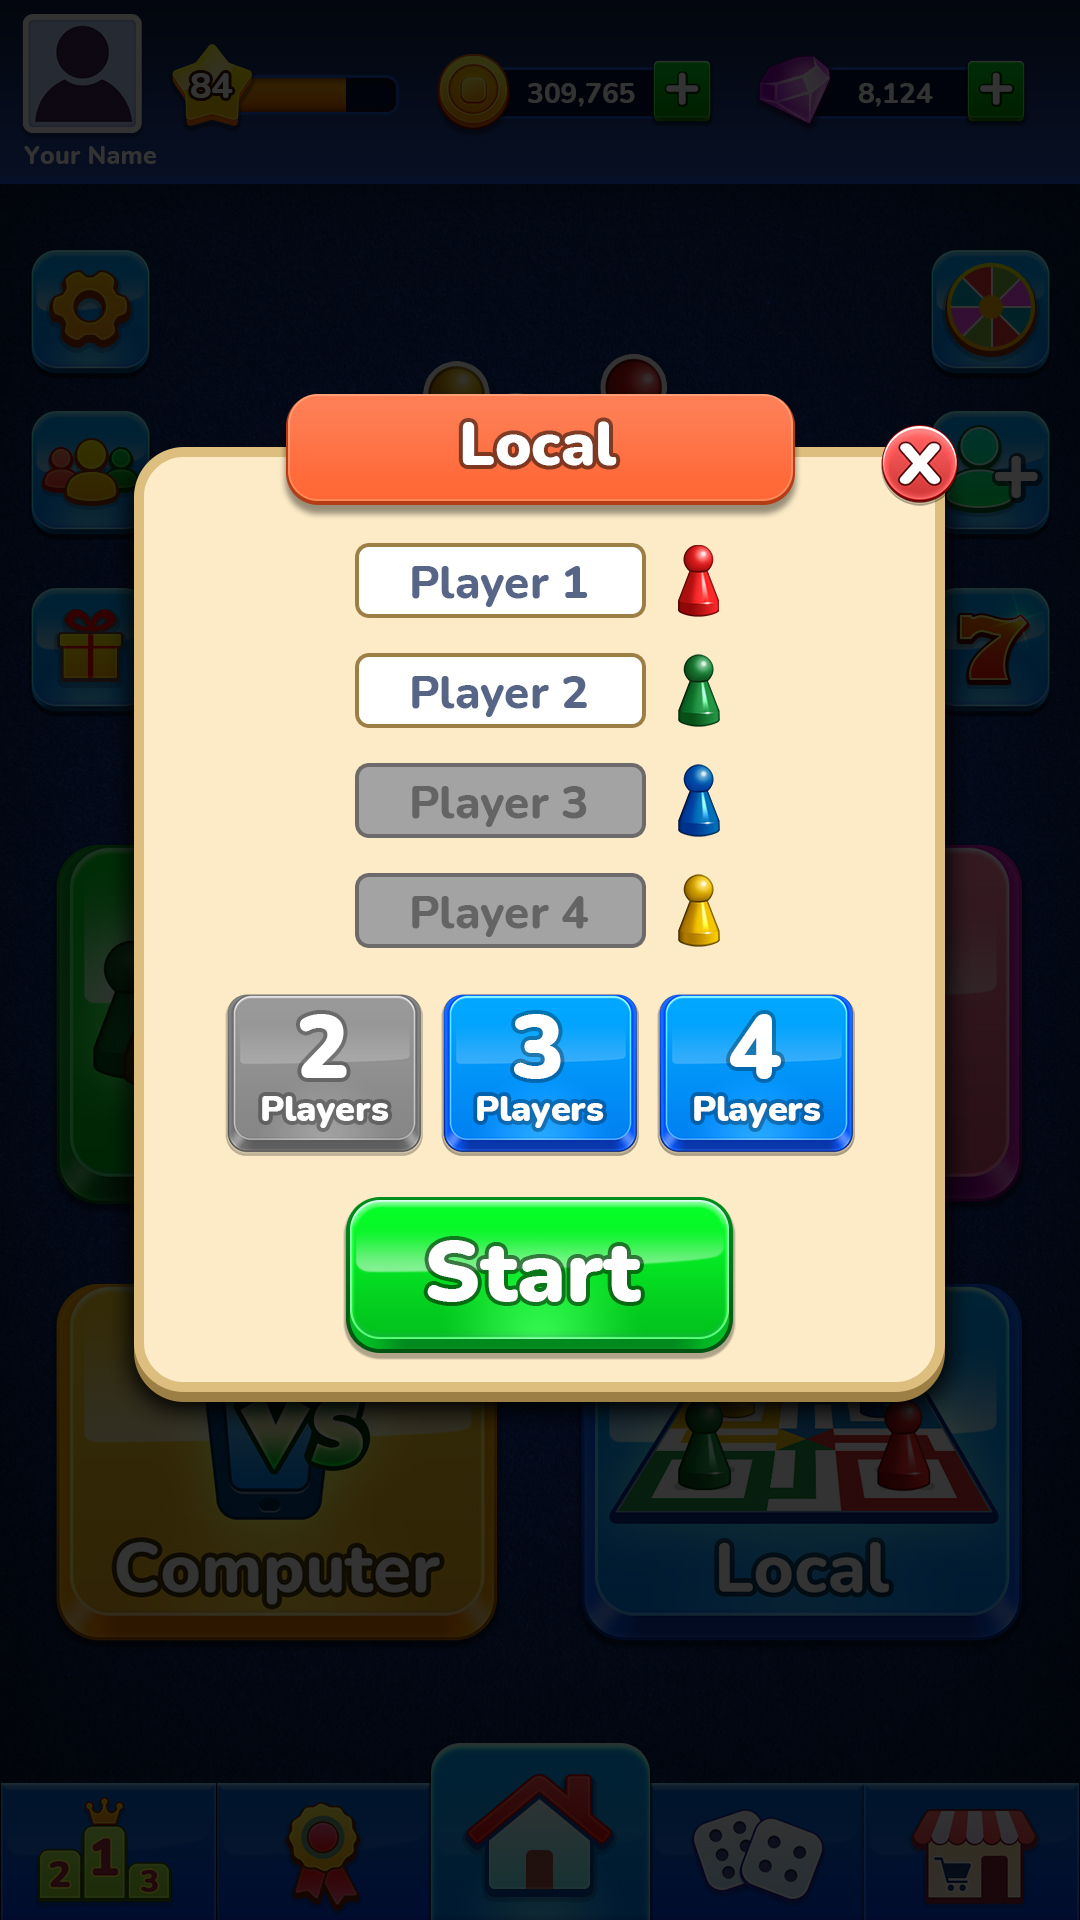 84
309,765
8,124
Your Name
Local
Player 1
Player 2
Player 3
Player 4
2 3 4
Players Players Players
Start
VS
Computer Local
2 1 3